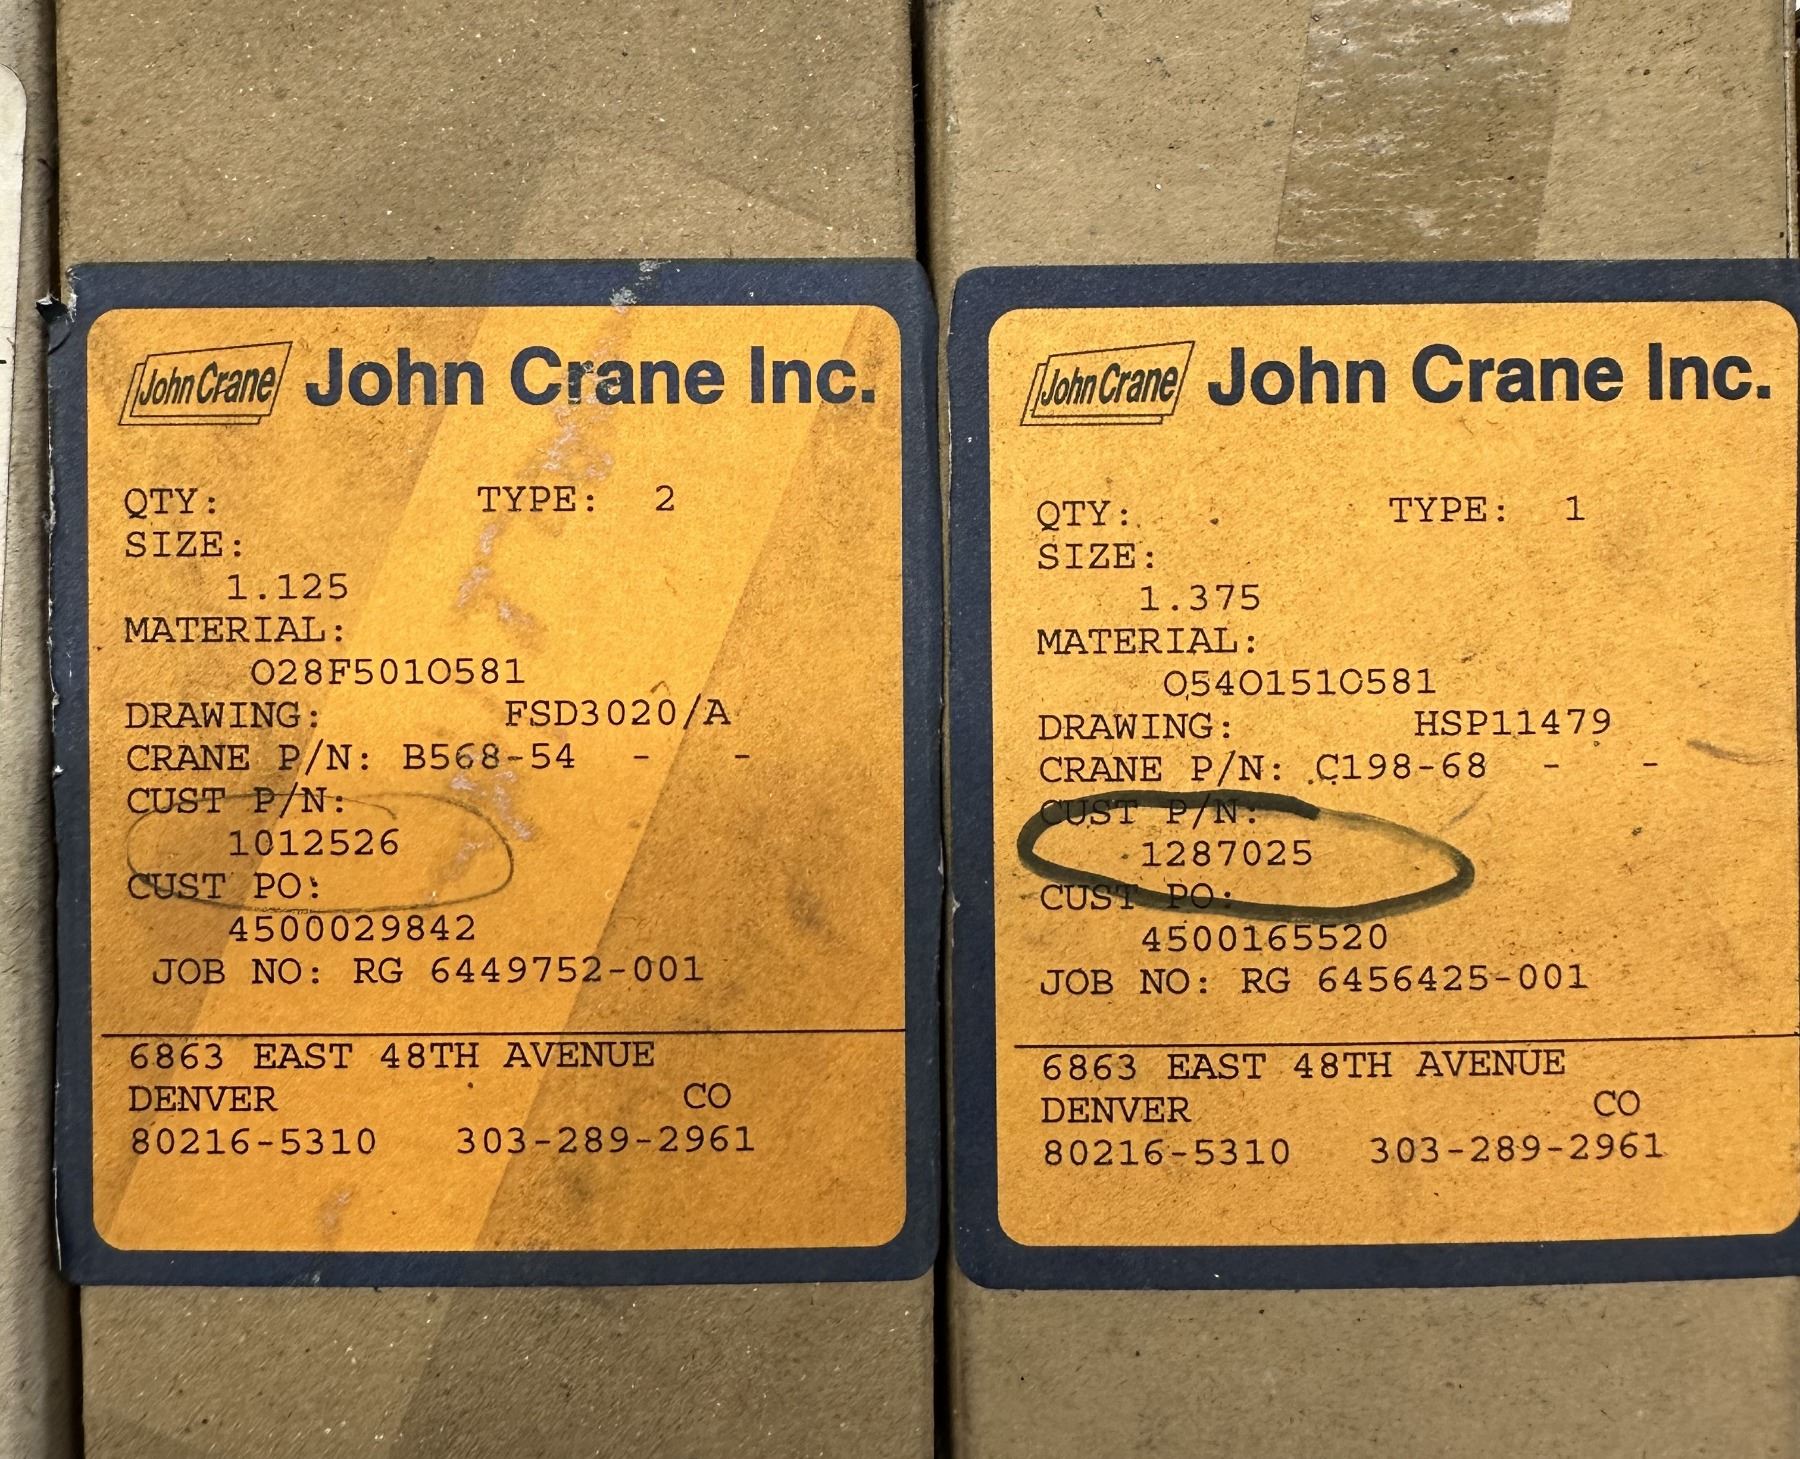 John Crane John Crane Inc.
QTY: TYPE: 2
SIZE:
1.125
MATERIAL:
O28F501O581
DRAWING: FSD3020/A
CRANE P/N: B568-54 - -
CUST P/N:
1012526
CUST PO:
4500029842
JOB NO: RG 6449752-001
6863 EAST 48TH AVENUE
DENVER CO
80216-5310 303-289-2961
John Crane John Crane Inc.
QTY: TYPE: 1
SIZE:
1.375
MATERIAL:
O54O151O581
DRAWING: HSP11479
CRANE P/N: C198-68 - -
CUST P/N:
1287025
CUST PO:
4500165520
JOB NO: RG 6456425-001
6863 EAST 48TH AVENUE
DENVER CO
80216-5310 303-289-2961